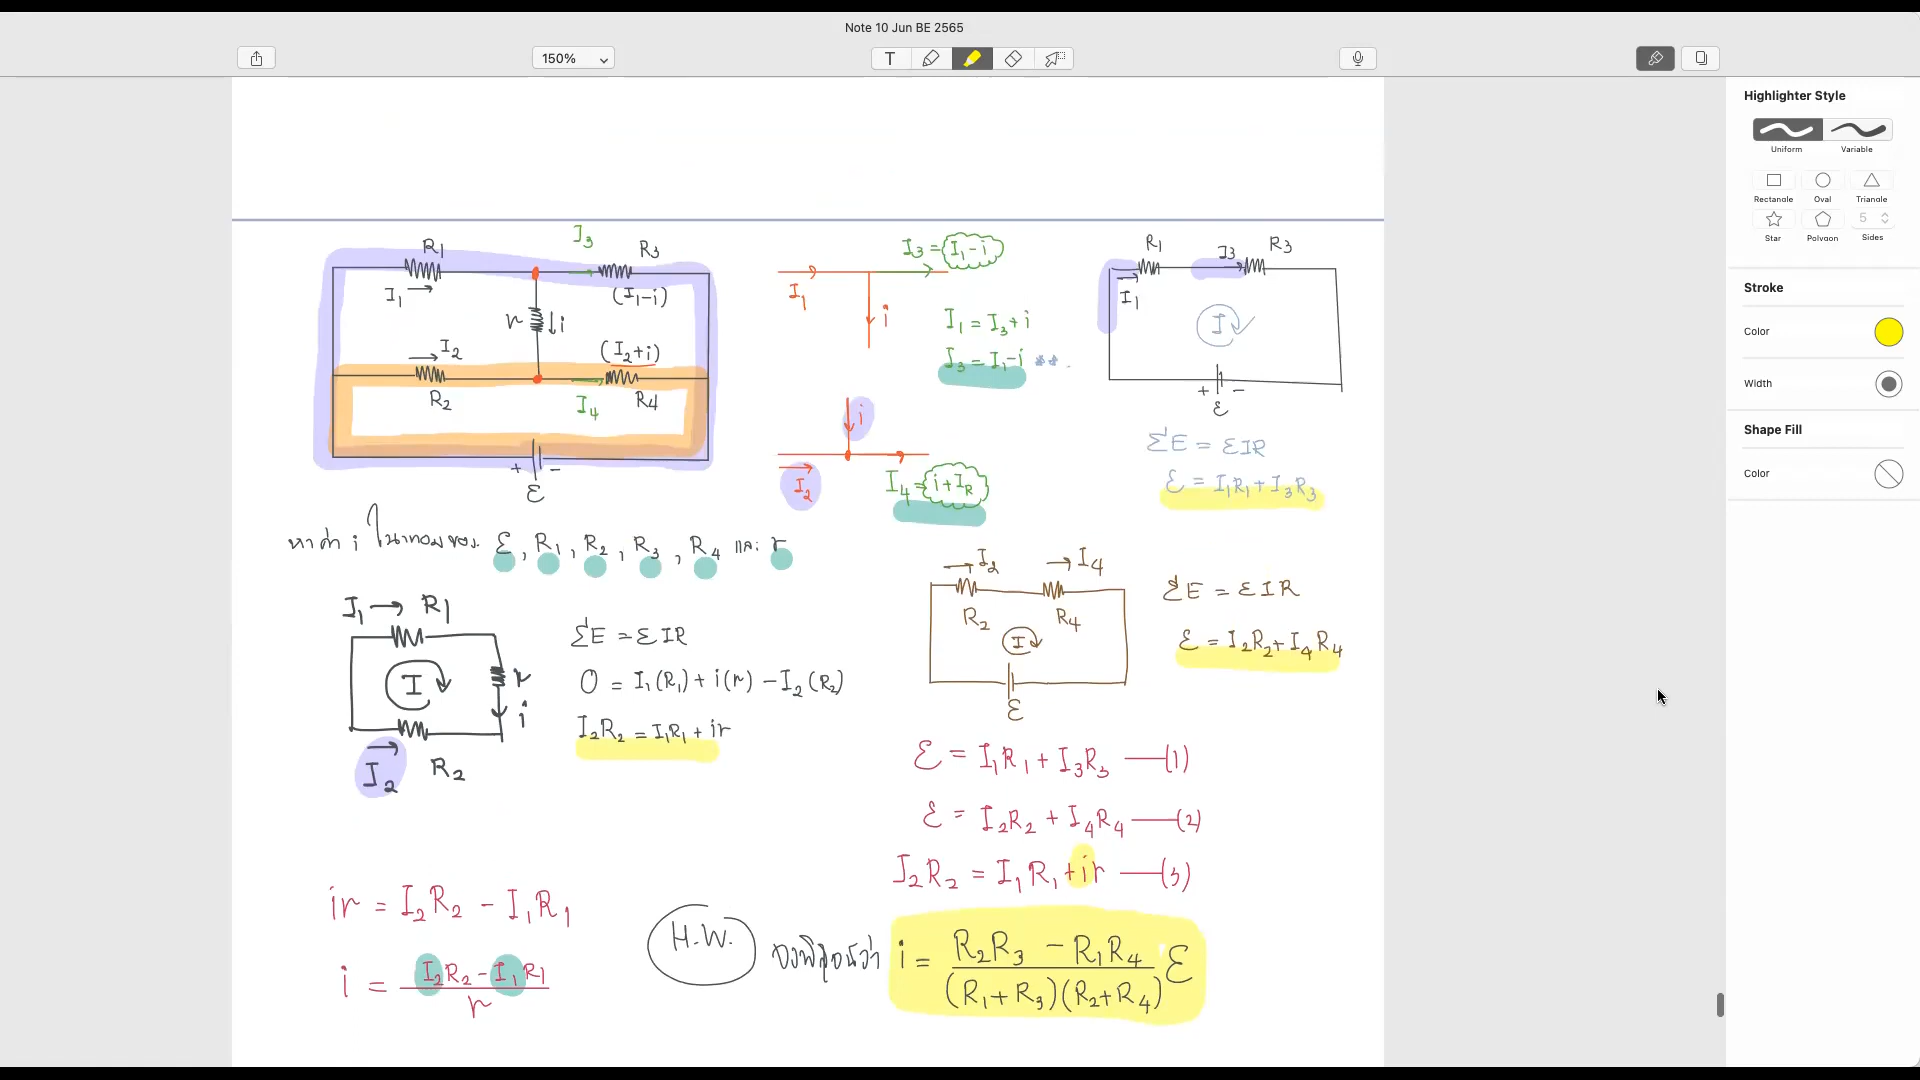 Note 10 Jun BE 2565
150%
T
Highlighter Style
Uniform
Variable
Rectangle
Oval
Triangle
Star
Polygon
5
Sides
Stroke
Color
Width
Shape Fill
Color
R₁
I₃
R₃
I₁
(I₁-i)
r
i
I₂
(I₂+i)
R₂
I₄
R₄
+
-
ε
I₃ = I₁-i
I₁
i
I₁ = I₃+i
I₃ = I₁-i **
i
I₂
I₄ = i+I_R
R₁
I₃
R₃
I₁
I
+
-
ε
ΣE = ΣIR
ε = I₁R₁ + I₃R₃
หาค่า i ในเทอมของ ε, R₁, R₂, R₃, R₄ และ r
I₁ → R₁
I
r
i
I₂
R₂
ΣE = ΣIR
0 = I₁(R₁) + i(r) - I₂(R₂)
I₂R₂ = I₁R₁ + ir
I₂
I₄
R₂
R₄
I
ε
ΣE = ΣIR
ε = I₂R₂ + I₄R₄
ε = I₁R₁ + I₃R₃ —(1)
ε = I₂R₂ + I₄R₄ —(2)
I₂R₂ = I₁R₁ + ir —(3)
ir = I₂R₂ - I₁R₁
i = (I₂R₂ - I₁R₁) / r
H.W. จงพิสูจน์ว่า i = (R₂R₃ - R₁R₄) / (R₁+R₃)(R₂+R₄) ε